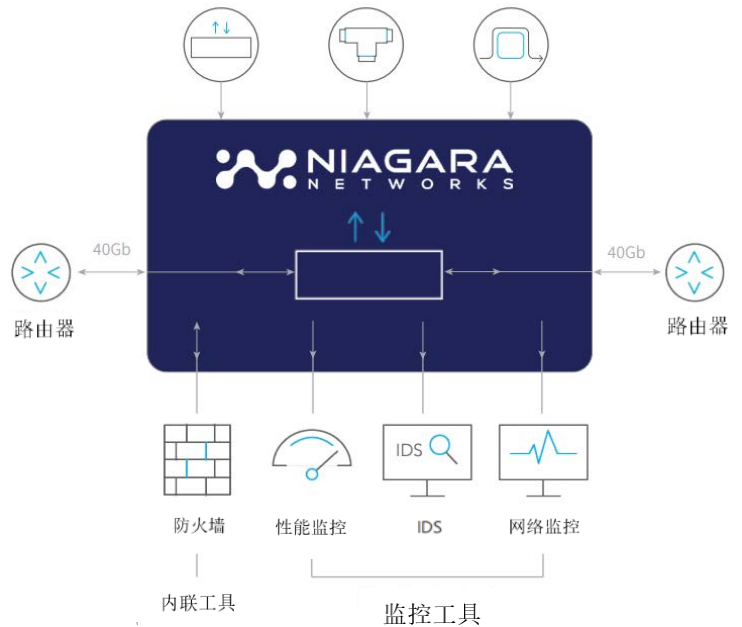 NIAGARA
NETWORKS
40Gb
40Gb
路由器
路由器
IDS
防火墙
性能监控
IDS
网络监控
内联工具
监控工具